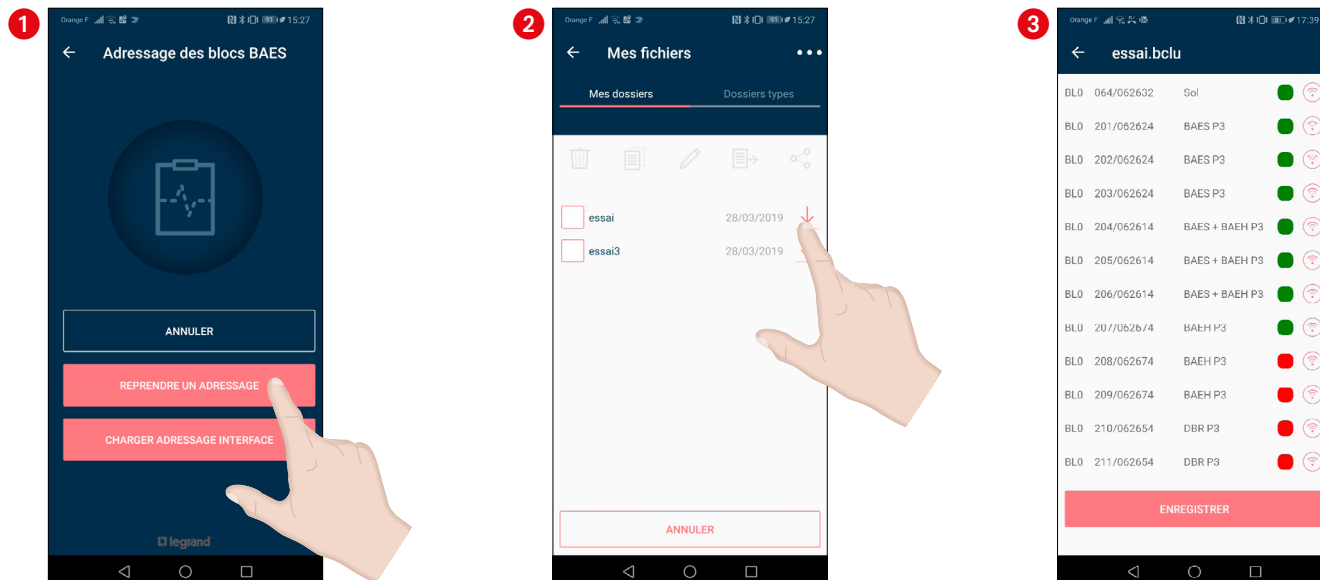 1
Orange F 15:27
Adressage des blocs BAES
ANNULER
REPRENDRE UN ADRESSAGE
CHARGER ADRESSAGE INTERFACE
legrand
2
Orange F 15:27
Mes fichiers
Mes dossiers Dossiers types
essai 28/03/2019
essai3 28/03/2019
ANNULER
3
Orange F 17:39
essai.bclu
BL0 064/062632 Sol
BL0 201/062624 BAES P3
BL0 202/062624 BAES P3
BL0 203/062624 BAES P3
BL0 204/062614 BAES + BAEH P3
BL0 205/062614 BAES + BAEH P3
BL0 206/062614 BAES + BAEH P3
BL0 207/062674 BAEH P3
BL0 208/062674 BAEH P3
BL0 209/062674 BAEH P3
BL0 210/062654 DBR P3
BL0 211/062654 DBR P3
ENREGISTRER